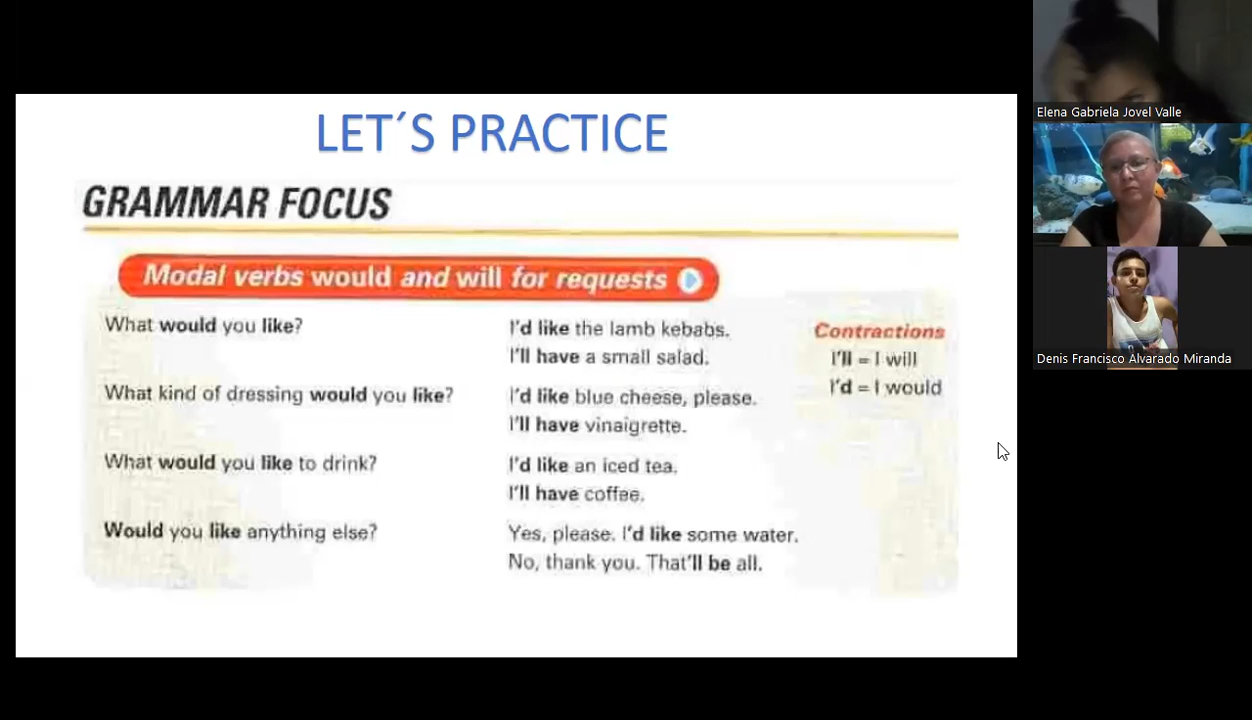 LET´S PRACTICE
GRAMMAR FOCUS
Modal verbs would and will for requests
What would you like?
I'd like the lamb kebabs.
I'll have a small salad.
What kind of dressing would you like?
I'd like blue cheese, please.
I'll have vinaigrette.
What would you like to drink?
I'd like an iced tea.
I'll have coffee.
Would you like anything else?
Yes, please. I'd like some water.
No, thank you. That'll be all.
Contractions
I'll = I will
I'd = I would
Elena Gabriela Jovel Valle
Denis Francisco Alvarado Miranda